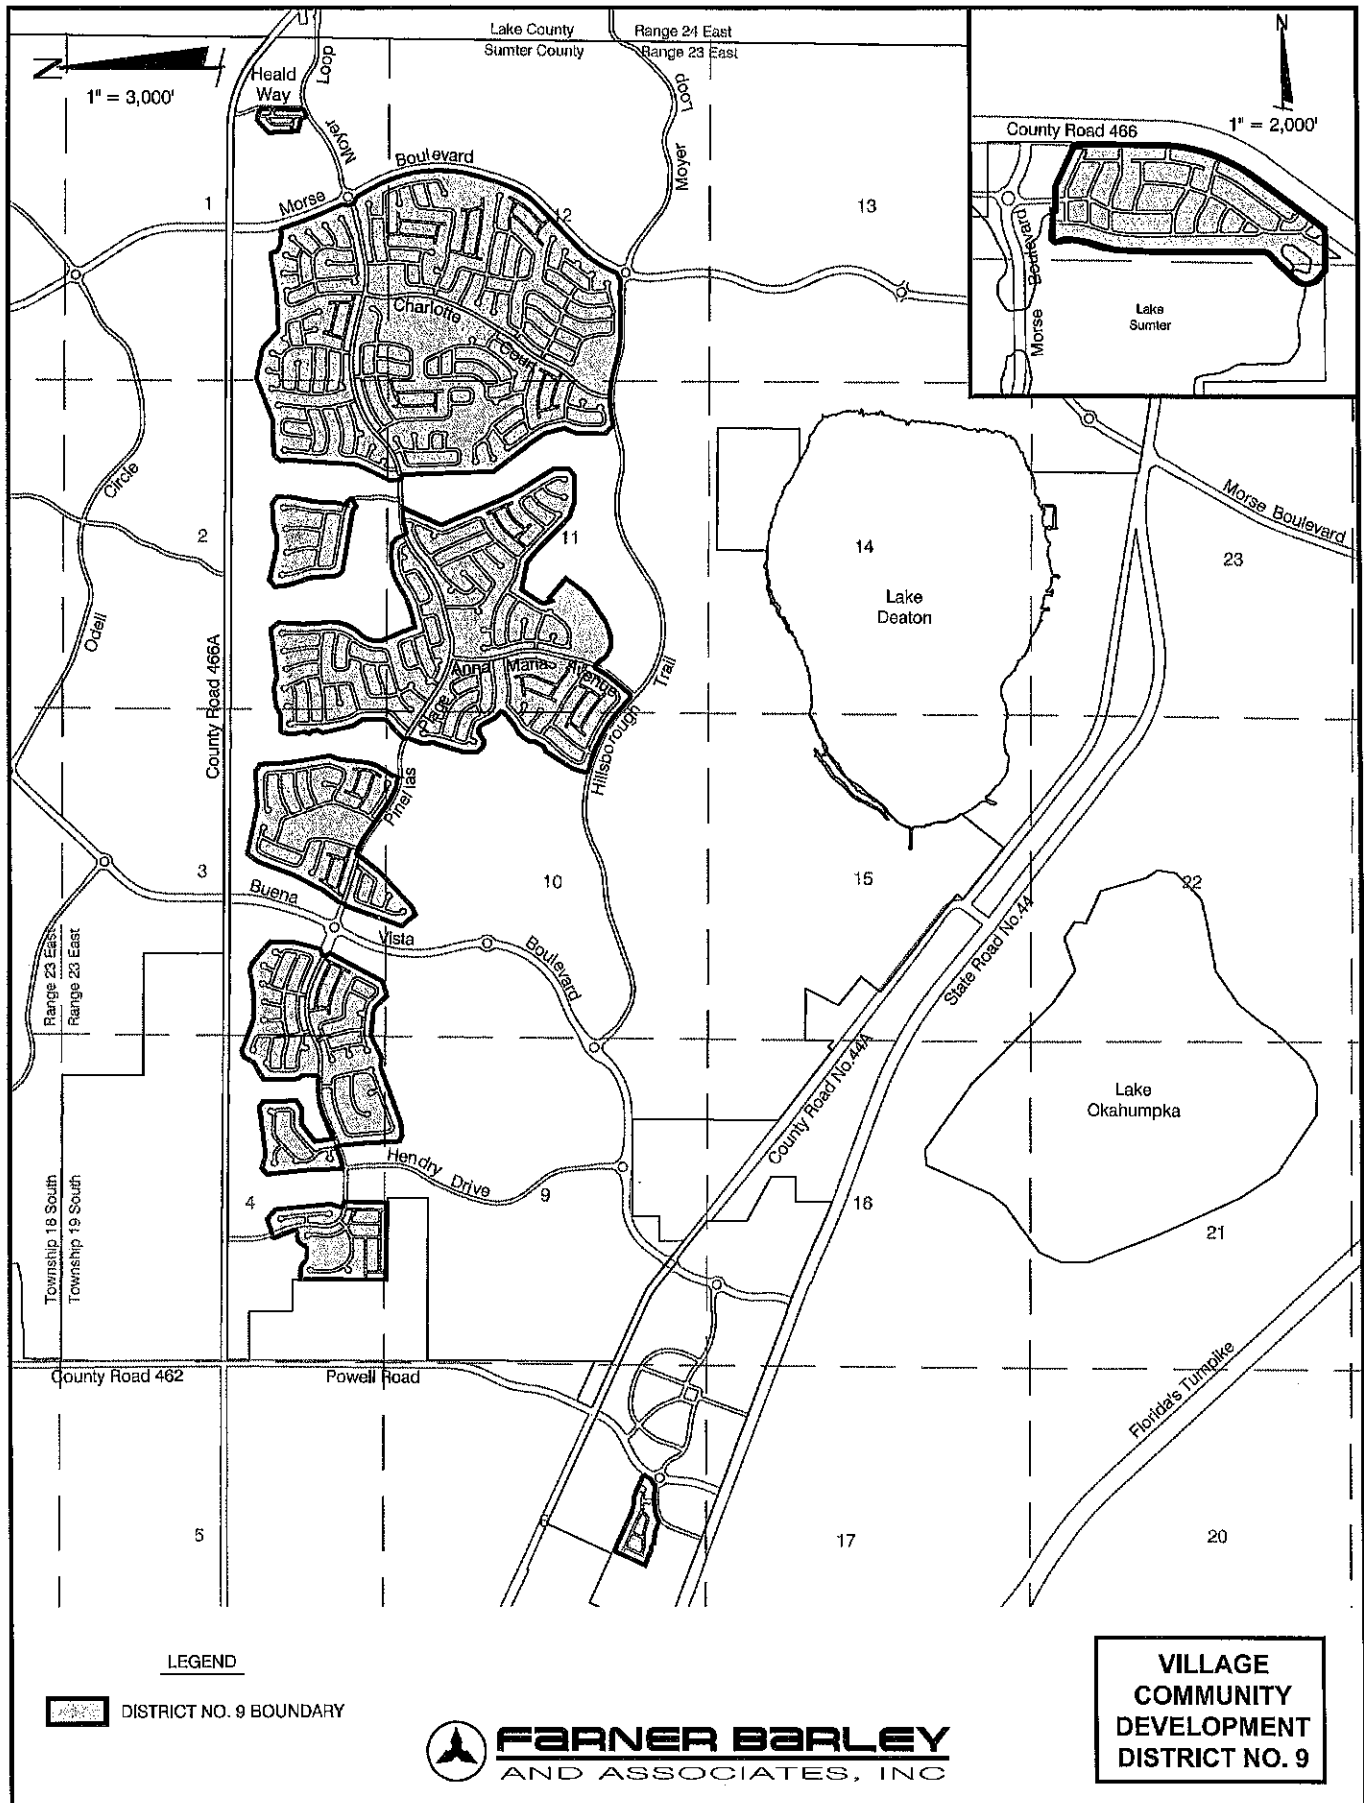 Lake County
Range 24 East
Sumter County
Range 23 East
N
1" = 3,000'
Heald
Way
Loop
Moyer
Boulevard
Morse
Loop
Moyer
1
12
13
N
County Road 466
1" = 2,000'
Morse Boulevard
Lake
Sumter
Charlotte
Court
Circle
Odell
2
11
14
Lake
Deaton
Morse Boulevard
23
County Road 466A
Anna Marias Avenue
Place
Pinellas
Hillsborough Trail
3
10
15
22
Buena
Vista
Boulevard
Range 23 East
Range 23 East
State Road No.44
County Road No.44A
Lake
Okahumpka
Hendry Drive
4
9
16
21
Township 18 South
Township 19 South
County Road 462
Powell Road
Florida's Turnpike
5
17
20
LEGEND
DISTRICT NO. 9 BOUNDARY
FARNER BARLEY
AND ASSOCIATES, INC
VILLAGE
COMMUNITY
DEVELOPMENT
DISTRICT NO. 9